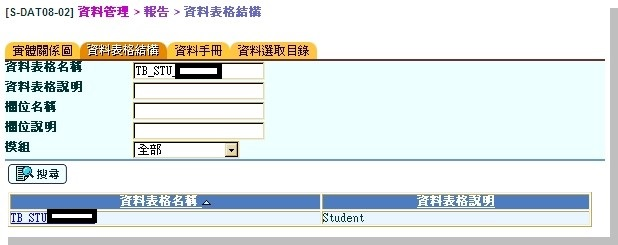 [S-DAT08-02] 資料管理 > 報告 > 資料表格結構
實體關係圖 資料表格結構 資料手冊 資料選取目錄
資料表格名稱 TB_STU_
資料表格說明
欄位名稱
欄位說明
模組 全部
搜尋
資料表格名稱 資料表格說明
TB_STU Student